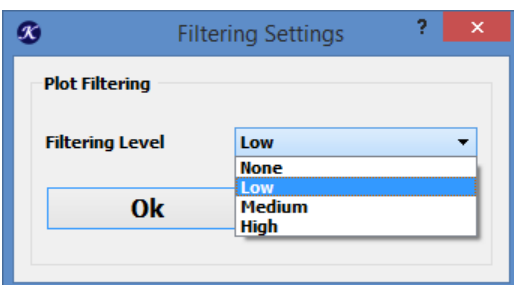 K Filtering Settings ? ×
Plot Filtering
Filtering Level Low
None
Low
Ok Medium
High